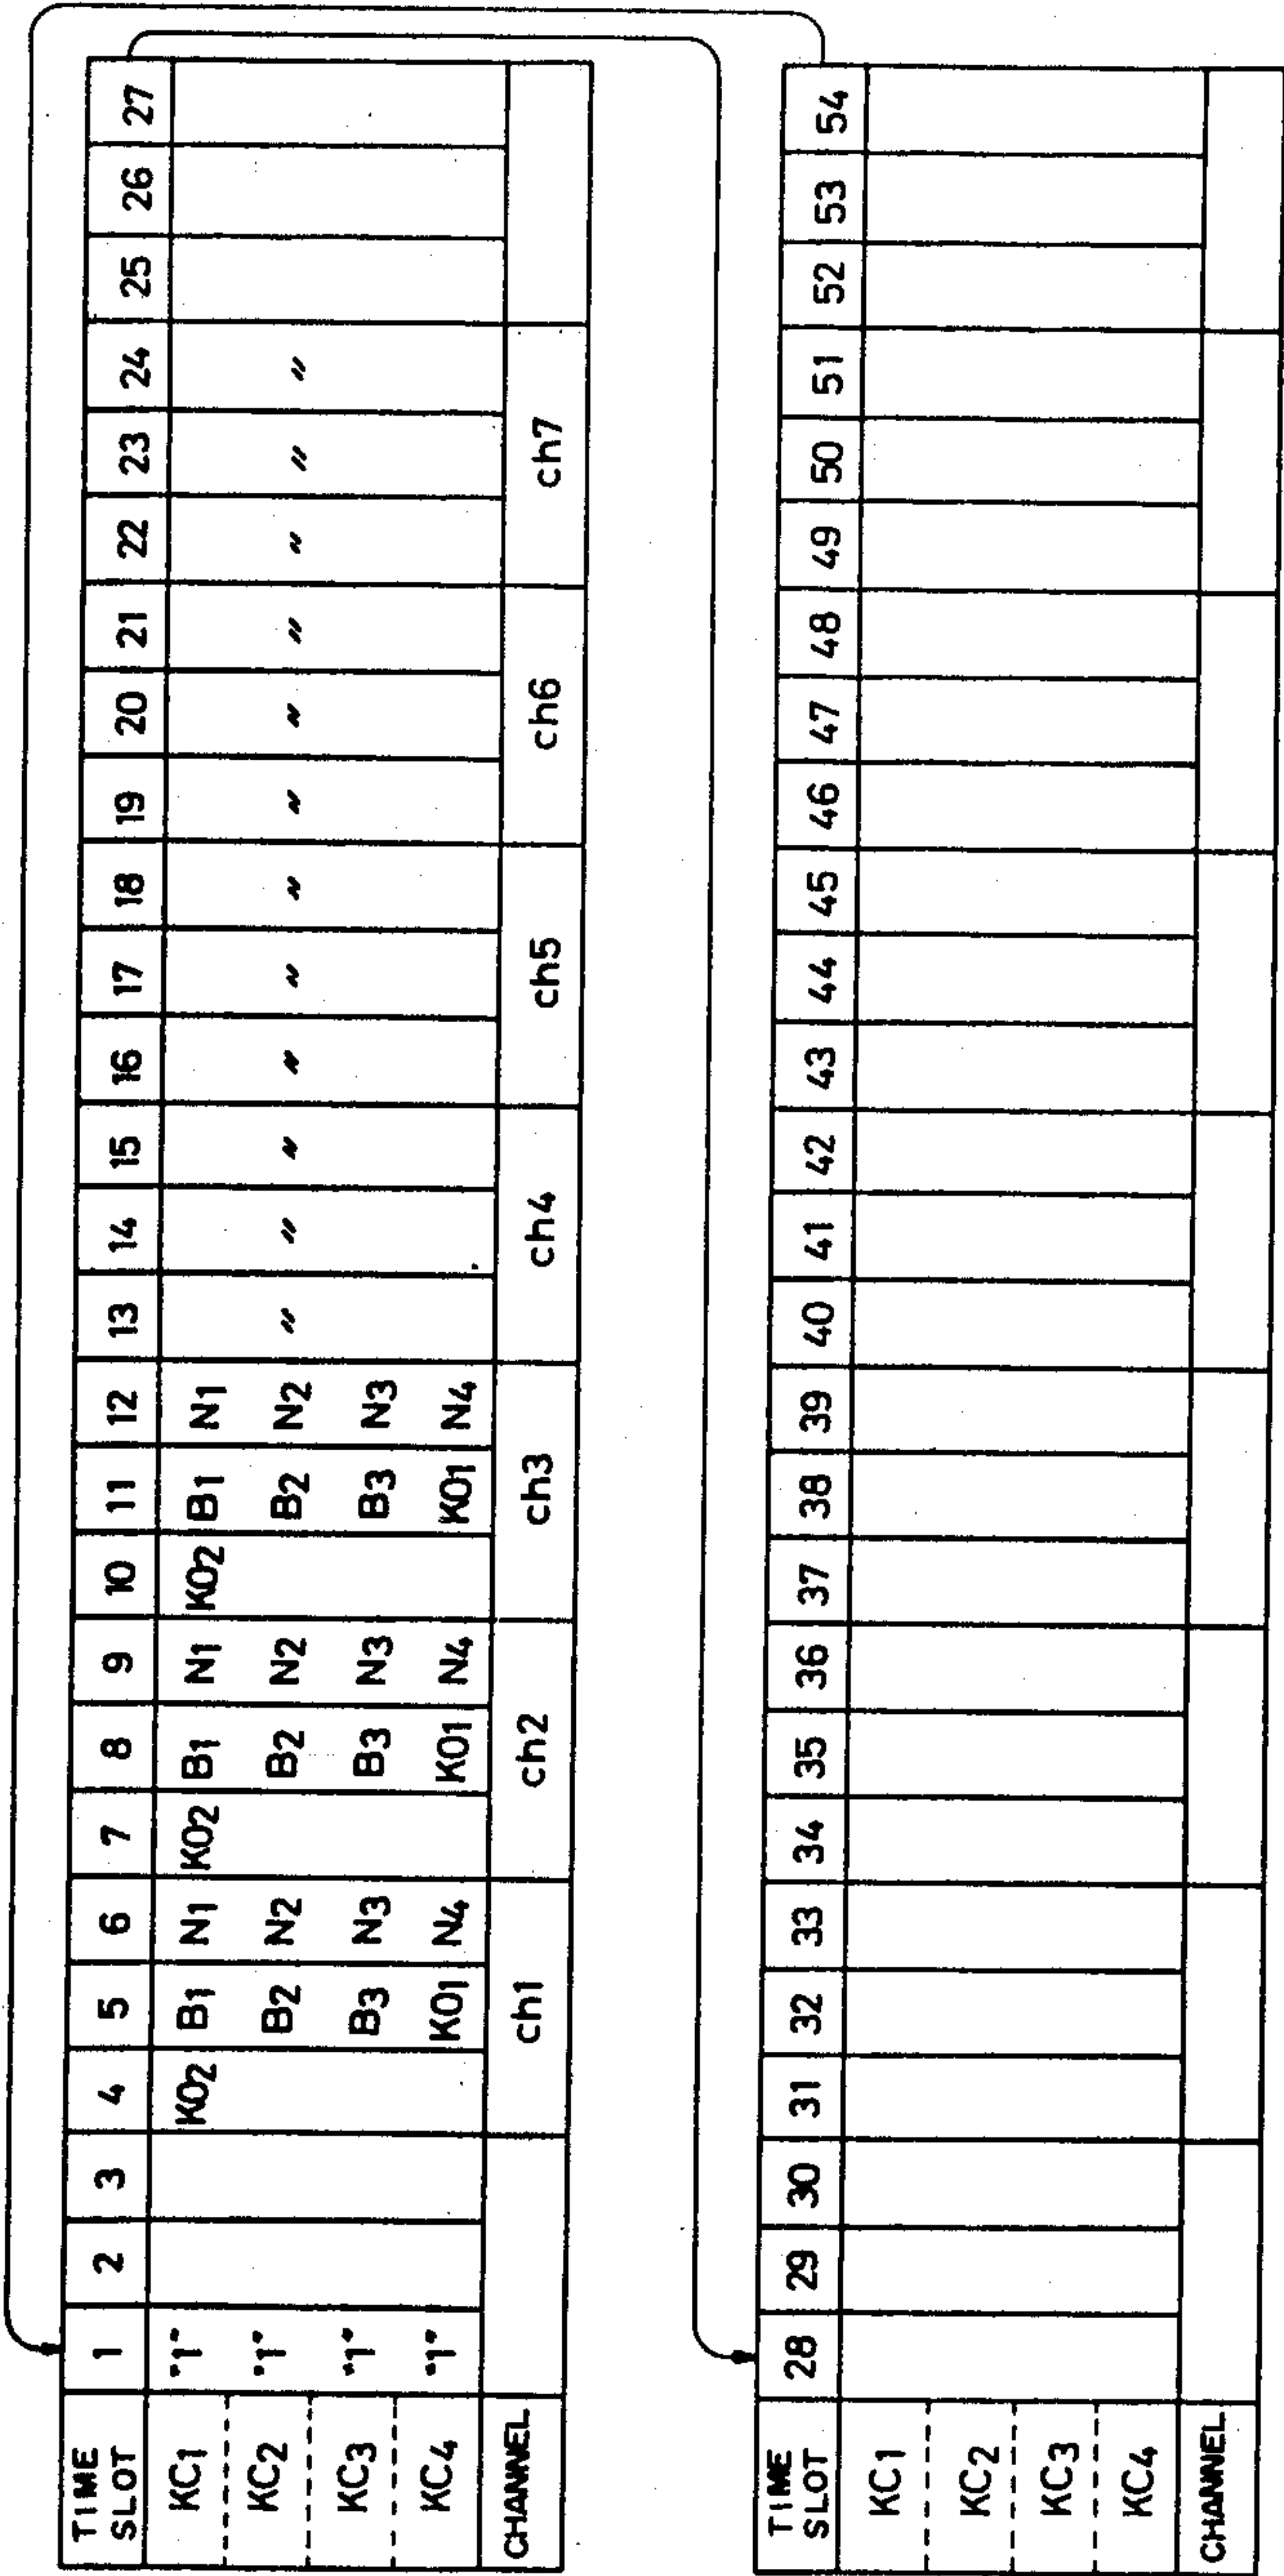 TIME SLOT 1 2 3 4 5 6 7 8 9 10 11 12 13 14 15 16 17 18 19 20 21 22 23 24 25 26 27
KC1 "1" KO2 B1 N1 KO2 B1 N1 KO2 B1 N1
KC2 "1" B2 N2 B2 N2 B2 N2 〃 〃 〃 〃 〃 〃 〃 〃 〃 〃 〃 〃
KC3 "1" B3 N3 B3 N3 B3 N3
KC4 "1" KO1 N4 KO1 N4 KO1 N4
CHANNEL ch1 ch2 ch3 ch4 ch5 ch6 ch7
TIME SLOT 28 29 30 31 32 33 34 35 36 37 38 39 40 41 42 43 44 45 46 47 48 49 50 51 52 53 54
KC1
KC2
KC3
KC4
CHANNEL